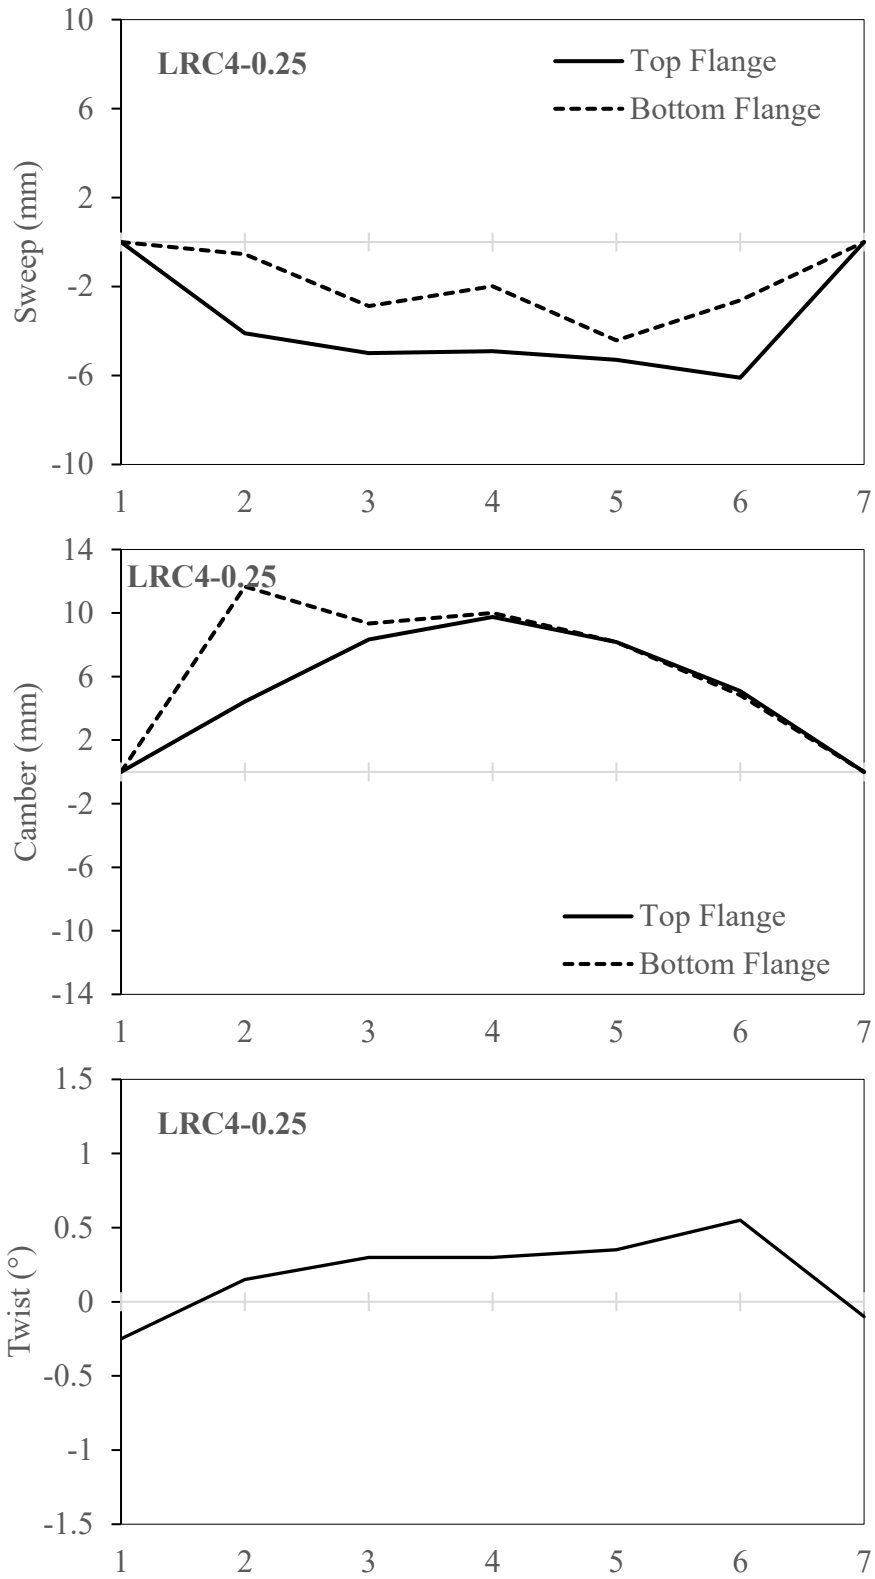 10
LRC4-0.25
Top Flange
6
Bottom Flange
2
Sweep (mm)
-2
-6
-10
1 2 3 4 5 6 7
14
LRC4-0.25
10
6
2
Camber (mm)
-2
-6
Top Flange
-10
Bottom Flange
-14
1 2 3 4 5 6 7
1.5
LRC4-0.25
1
0.5
Twist (°)
0
-0.5
-1
-1.5
1 2 3 4 5 6 7